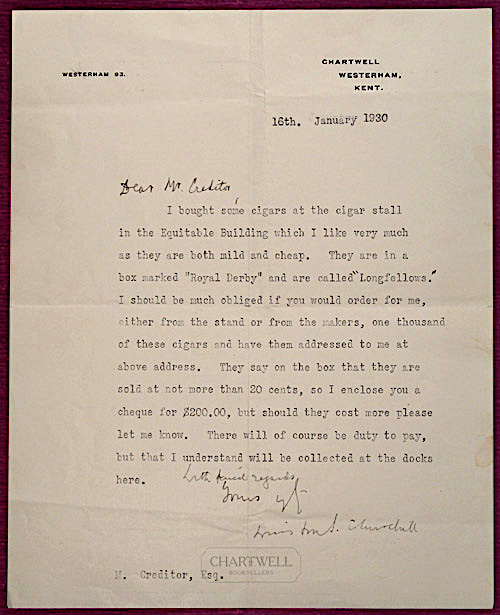 CHARTWELL
WESTERHAM 93.
WESTERHAM,
KENT.
16th. January 1930
Dear Mr. Creditor,
I bought some cigars at the cigar stall
in the Equitable Building which I like very much
as they are both mild and cheap. They are in a
box marked "Royal Derby" and are called "Longfellows."
I should be much obliged if you would order for me,
either from the stand or from the makers, one thousand
of these cigars and have them addressed to me at
above address. They say on the box that they are
sold at not more than 20 cents, so I enclose you a
cheque for $200.00, but should they cost more please
let me know. There will of course be duty to pay,
but that I understand will be collected at the docks
here.
With kind regards
Yours
Winston S. Churchill
CHARTWELL
BOOKSELLERS
M. Creditor, Esq.